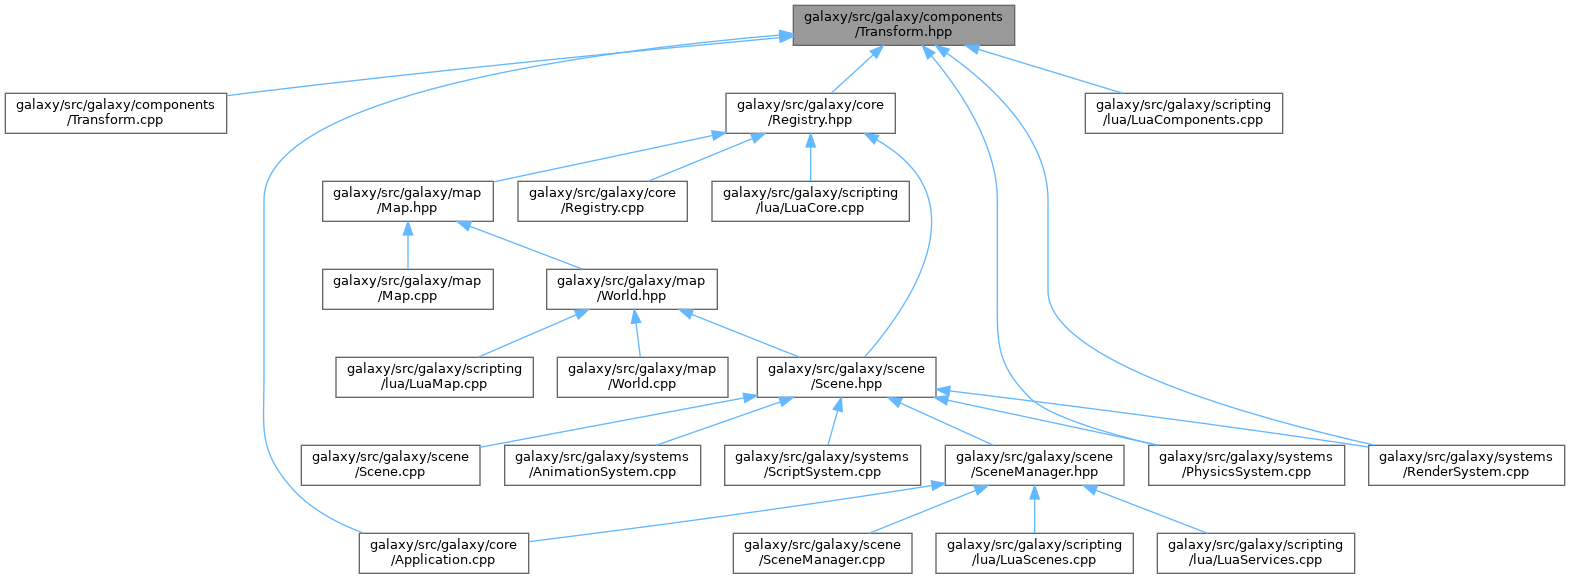 galaxy/src/galaxy/components
/Transform.hpp
galaxy/src/galaxy/components
/Transform.cpp
galaxy/src/galaxy/core
/Registry.hpp
galaxy/src/galaxy/scripting
/lua/LuaComponents.cpp
galaxy/src/galaxy/map
/Map.hpp
galaxy/src/galaxy/core
/Registry.cpp
galaxy/src/galaxy/scripting
/lua/LuaCore.cpp
galaxy/src/galaxy/map
/Map.cpp
galaxy/src/galaxy/map
/World.hpp
galaxy/src/galaxy/scripting
/lua/LuaMap.cpp
galaxy/src/galaxy/map
/World.cpp
galaxy/src/galaxy/scene
/Scene.hpp
galaxy/src/galaxy/scene
/Scene.cpp
galaxy/src/galaxy/systems
/AnimationSystem.cpp
galaxy/src/galaxy/systems
/ScriptSystem.cpp
galaxy/src/galaxy/scene
/SceneManager.hpp
galaxy/src/galaxy/systems
/PhysicsSystem.cpp
galaxy/src/galaxy/systems
/RenderSystem.cpp
galaxy/src/galaxy/core
/Application.cpp
galaxy/src/galaxy/scene
/SceneManager.cpp
galaxy/src/galaxy/scripting
/lua/LuaScenes.cpp
galaxy/src/galaxy/scripting
/lua/LuaServices.cpp